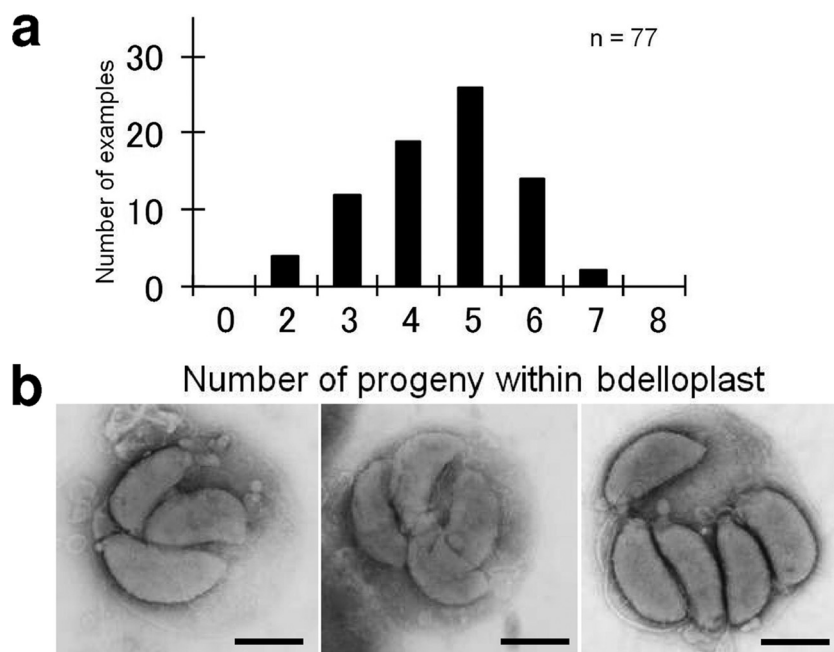 a
n = 77
Number of examples
30
20
10
0
0 2 3 4 5 6 7 8
Number of progeny within bdelloplast
b